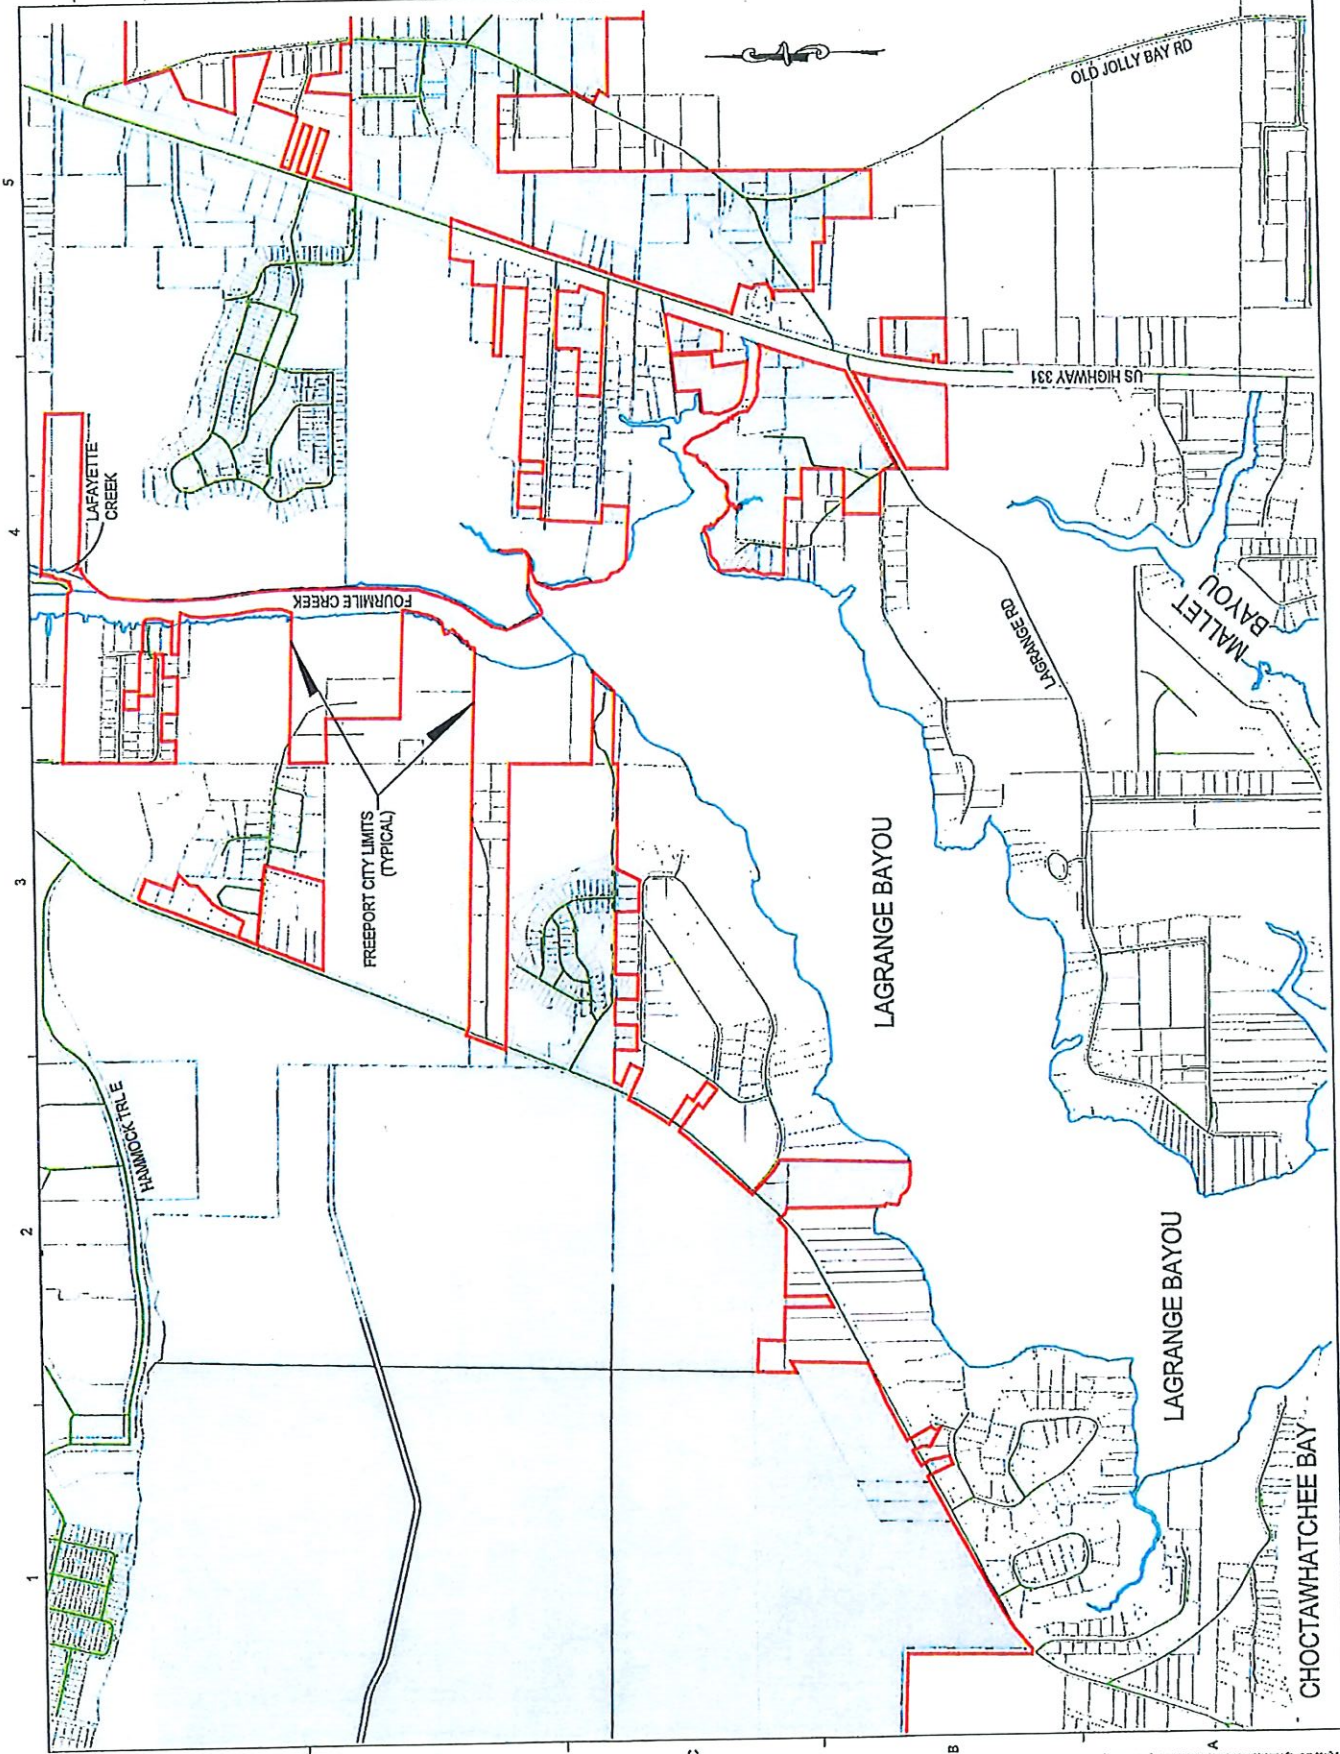 5
4
3
2
1
OLD JOLLY BAY RD
LAFAYETTE
CREEK
FOURMILE CREEK
US HIGHWAY 331
FREEPORT CITY LIMITS
(TYPICAL)
LAGRANGE RD
MALLET
BAYOU
HAMMOCK TRL E
LAGRANGE BAYOU
LAGRANGE BAYOU
CHOCTAWHATCHEE BAY
C
B
A